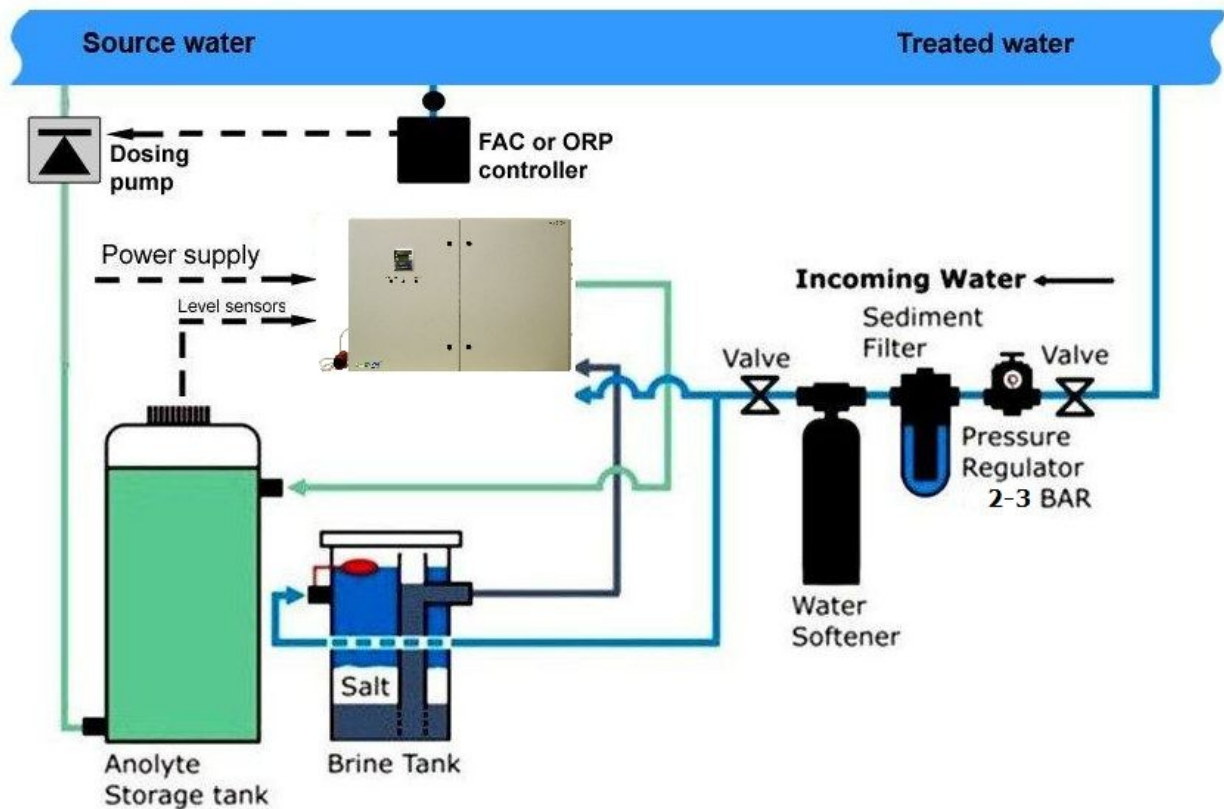 Source water
Treated water
Dosing
pump
FAC or ORP
controller
Power supply
Level sensors
Incoming Water
Sediment
Filter
Valve
Valve
Pressure
Regulator
2-3 BAR
Water
Softener
Salt
Brine Tank
Anolyte
Storage tank